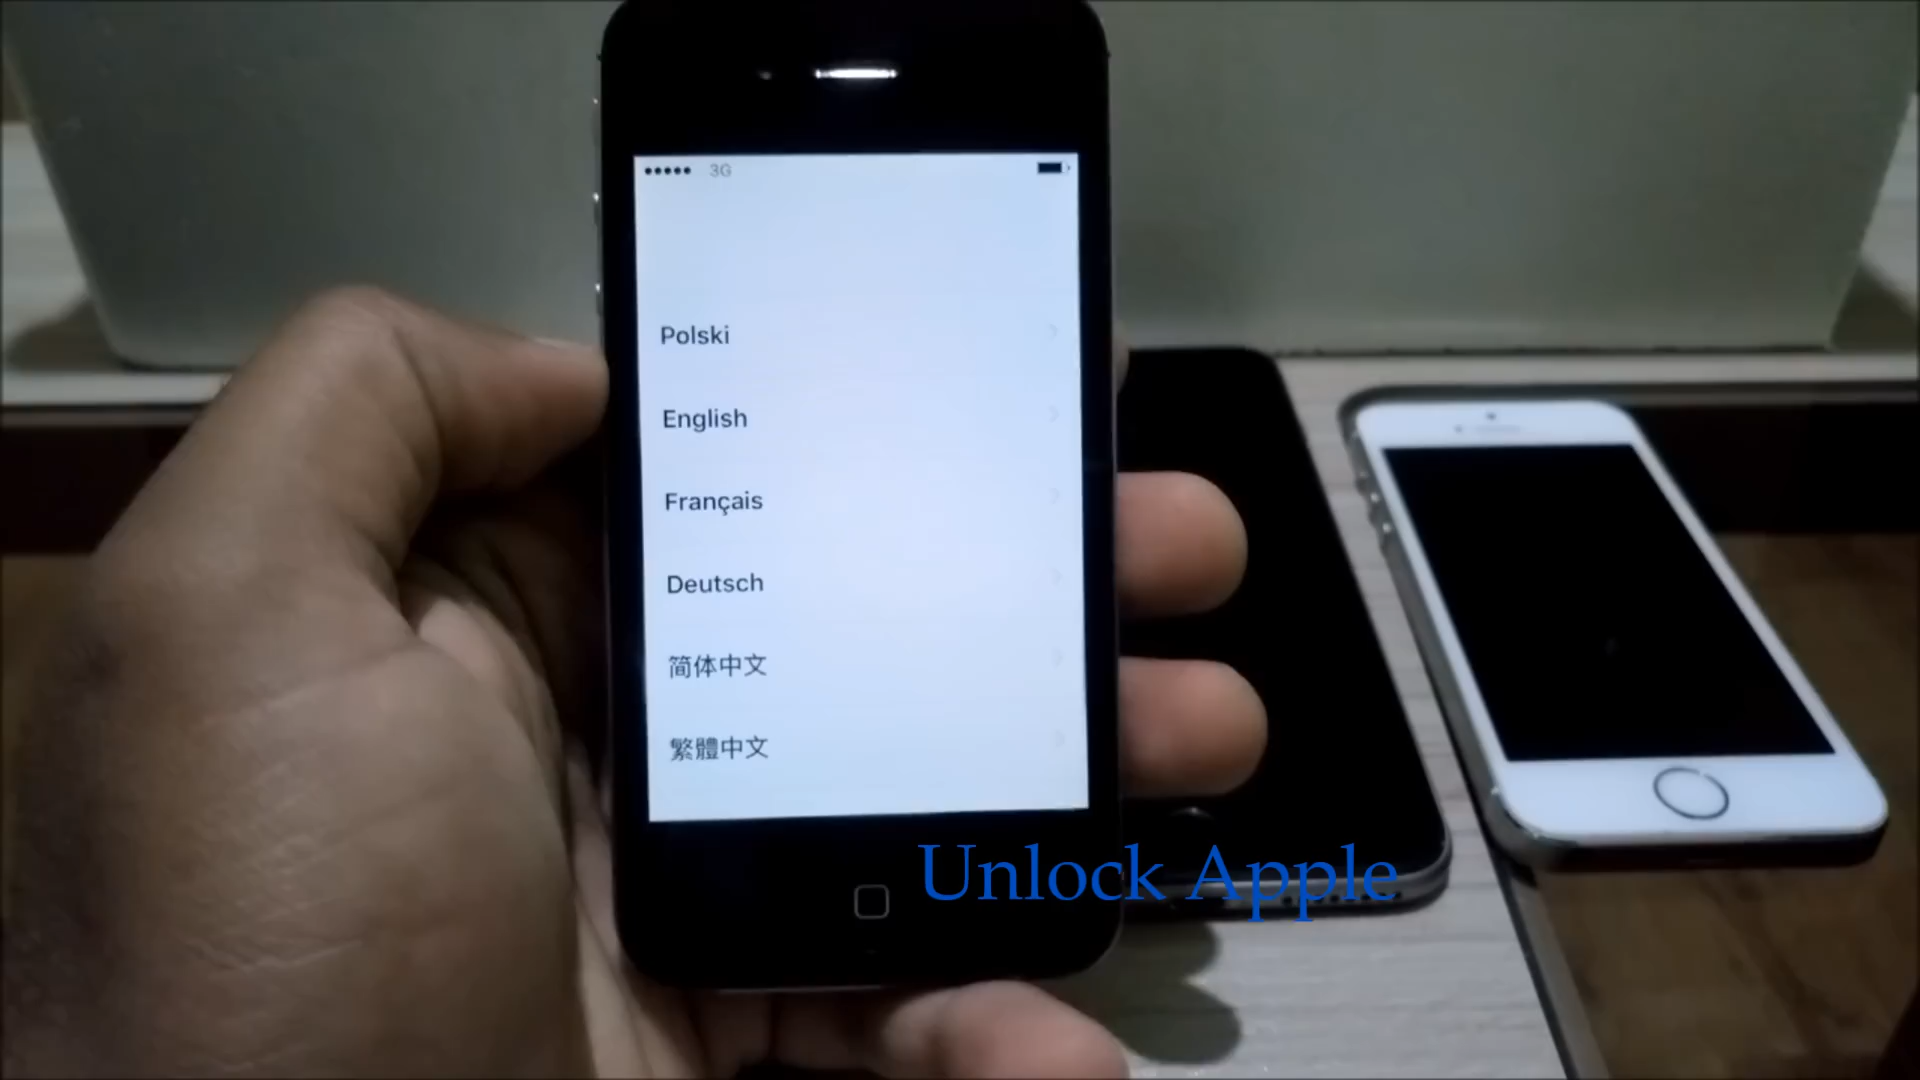 3G
Polski
English
Français
Deutsch
简体中文
繁體中文
Unlock Apple